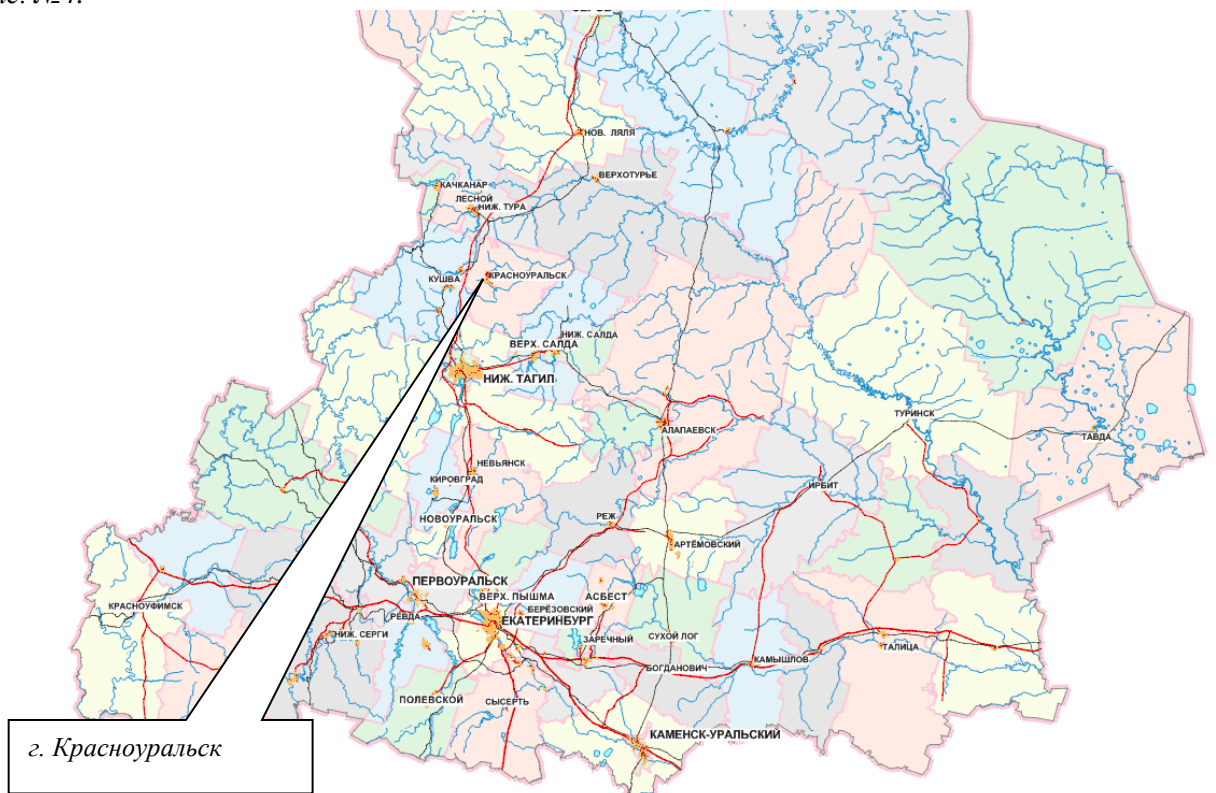 НОВ. ЛЯЛЯ
ВЕРХОТУРЬЕ
КАЧКАНАР
ЛЕСНОЙ
НИЖ. ТУРА
КУШВА
КРАСНОУРАЛЬСК
НИЖ. САЛДА
ВЕРХ. САЛДА
НИЖ. ТАГИЛ
ТУРИНСК
АЛАПАЕВСК
ТАВДА
НЕВЬЯНСК
КИРОВГРАД
ИРБИТ
НОВОУРАЛЬСК
РЕЖ
АРТЁМОВСКИЙ
ПЕРВОУРАЛЬСК
ВЕРХ. ПЫШМА
АСБЕСТ
КРАСНОУФИМСК
БЕРЁЗОВСКИЙ
РЕВДА
ЕКАТЕРИНБУРГ
НИЖ. СЕРГИ
ЗАРЕЧНЫЙ
СУХОЙ ЛОГ
ТАЛИЦА
КАМЫШЛОВ
БОГДАНОВИЧ
ПОЛЕВСКОЙ
СЫСЕРТЬ
КАМЕНСК-УРАЛЬСКИЙ
г. Красноуральск